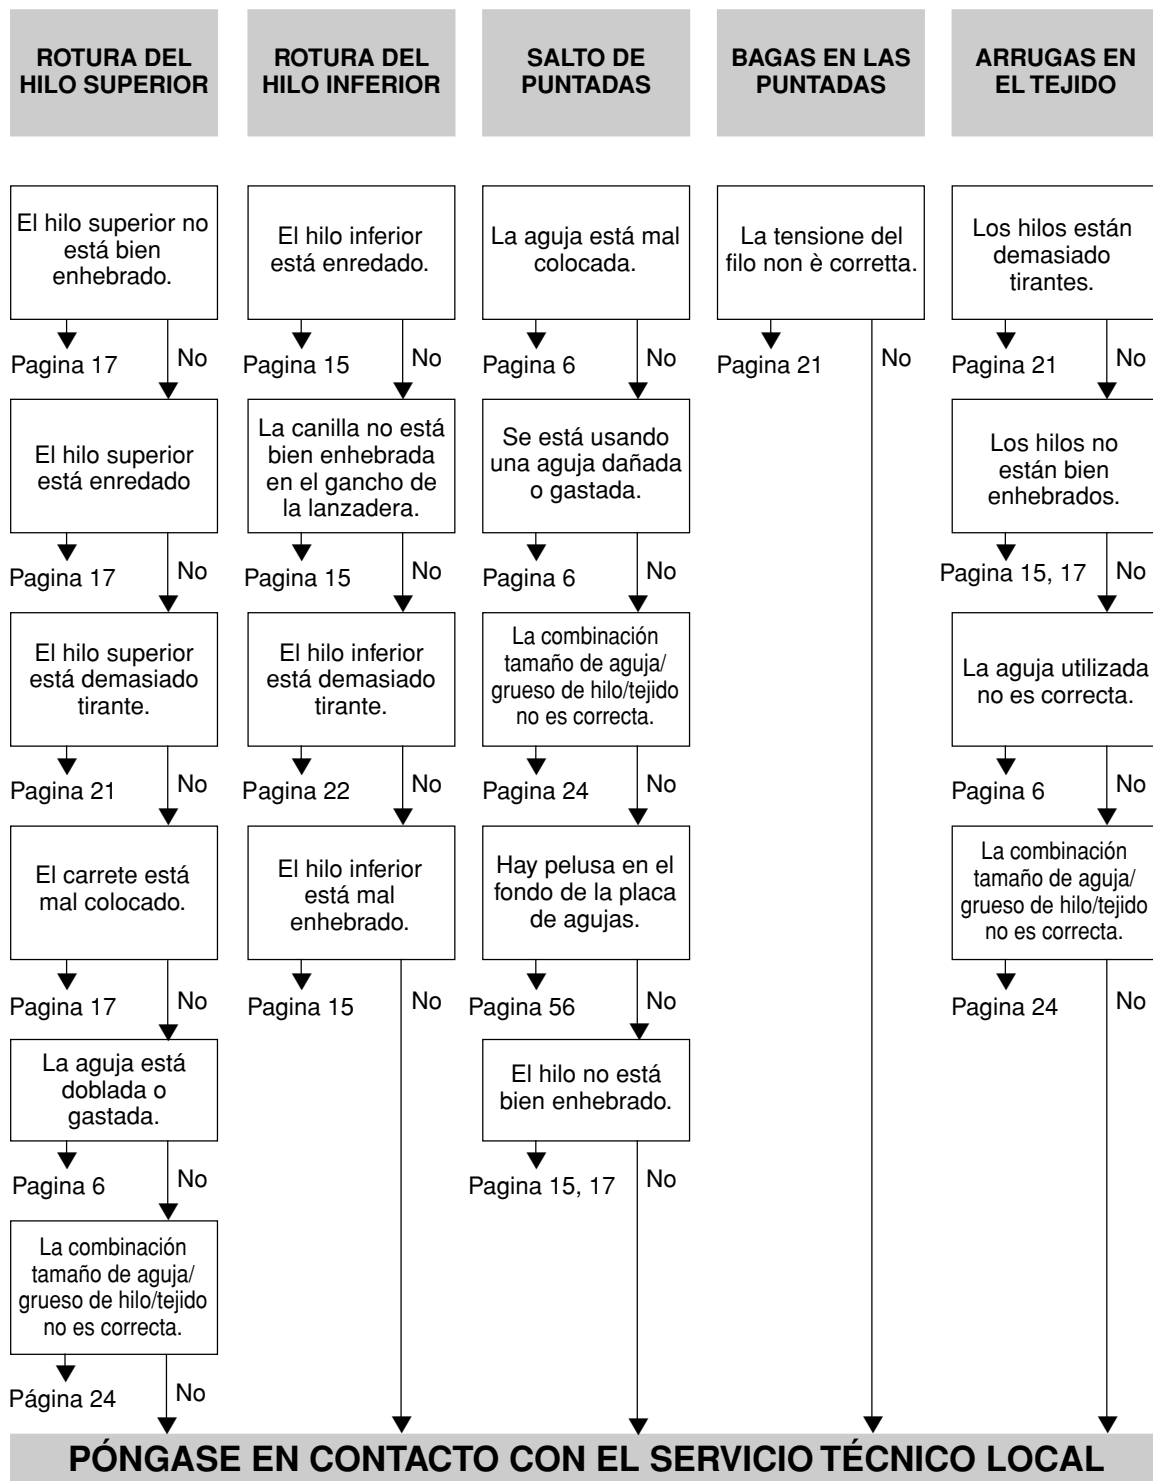 ROTURA DEL
HILO SUPERIOR
El hilo superior no
está bien
enhebrado.
Pagina 17
No
El hilo superior
está enredado
Pagina 17
No
El hilo superior
está demasiado
tirante.
Pagina 21
No
El carrete está
mal colocado.
Pagina 17
No
La aguja está
doblada o
gastada.
Pagina 6
No
La combinación
tamaño de aguja/
grueso de hilo/tejido
no es correcta.
Página 24
No
ROTURA DEL
HILO INFERIOR
El hilo inferior
está enredado.
Pagina 15
No
La canilla no está
bien enhebrada
en el gancho de
la lanzadera.
Pagina 15
No
El hilo inferior
está demasiado
tirante.
Pagina 22
No
El hilo inferior
está mal
enhebrado.
Pagina 15
No
SALTO DE
PUNTADAS
La aguja está mal
colocada.
Pagina 6
No
Se está usando
una aguja dañada
o gastada.
Pagina 6
No
La combinación
tamaño de aguja/
grueso de hilo/tejido
no es correcta.
Pagina 24
No
Hay pelusa en el
fondo de la placa
de agujas.
Pagina 56
No
El hilo no está
bien enhebrado.
Pagina 15, 17
No
BAGAS EN LAS
PUNTADAS
La tensione del
filo non è corretta.
Pagina 21
No
ARRUGAS EN
EL TEJIDO
Los hilos están
demasiado
tirantes.
Pagina 21
No
Los hilos no
están bien
enhebrados.
Pagina 15, 17
No
La aguja utilizada
no es correcta.
Pagina 6
No
La combinación
tamaño de aguja/
grueso de hilo/tejido
no es correcta.
Pagina 24
No
PÓNGASE EN CONTACTO CON EL SERVICIO TÉCNICO LOCAL